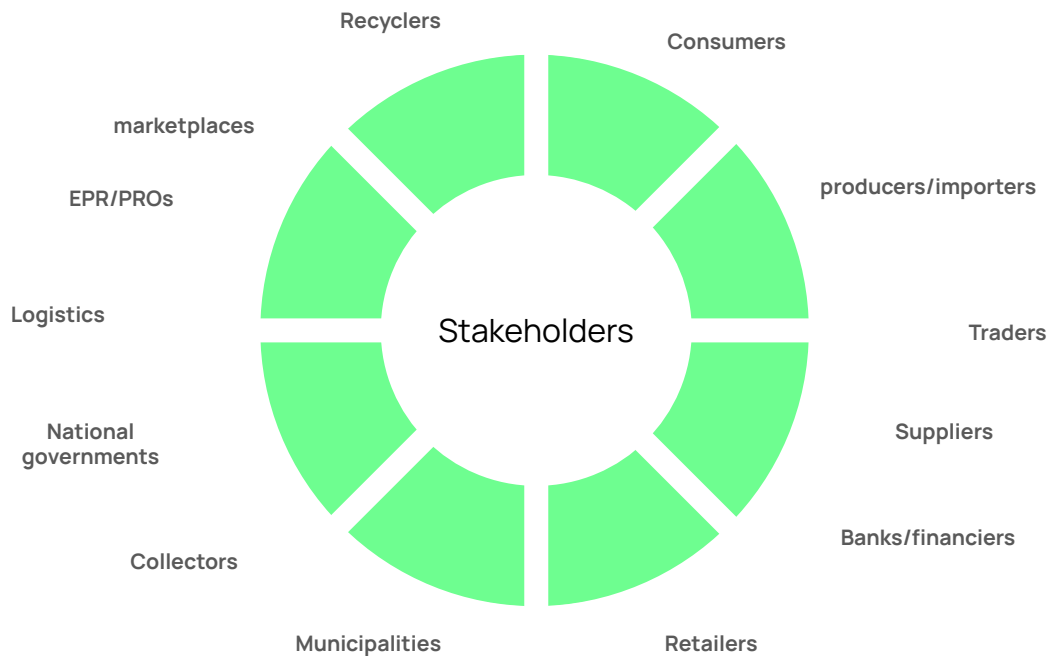 Recyclers
Consumers
marketplaces
producers/importers
EPR/PROs
Logistics
Stakeholders
Traders
National
governments
Suppliers
Banks/financiers
Collectors
Municipalities
Retailers